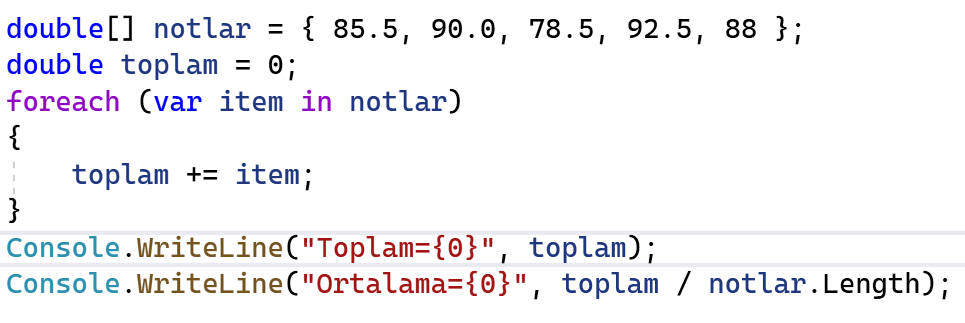 double[] notlar = { 85.5, 90.0, 78.5, 92.5, 88 };
double toplam = 0;
foreach (var item in notlar)
{
    toplam += item;
}
Console.WriteLine("Toplam={0}", toplam);
Console.WriteLine("Ortalama={0}", toplam / notlar.Length);